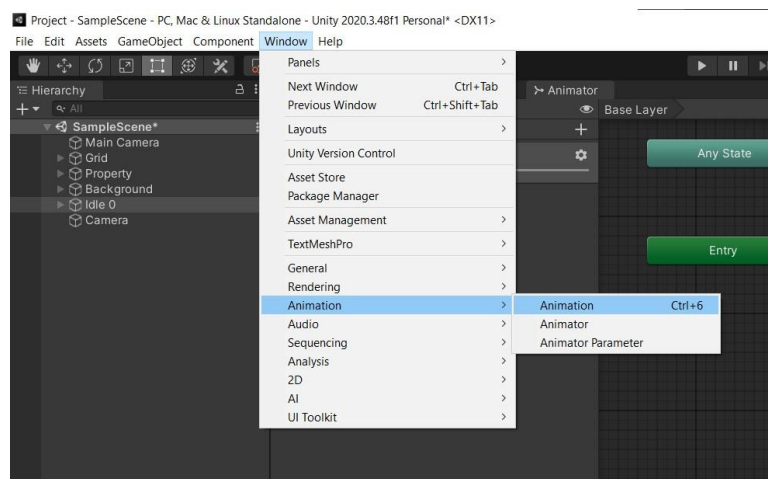 Project - SampleScene - PC, Mac & Linux Standalone - Unity 2020.3.48f1 Personal* <DX11>
File Edit Assets GameObject Component Window Help
Hierarchy
All
SampleScene*
Main Camera
Grid
Property
Background
Idle 0
Camera
Panels
Next Window Ctrl+Tab
Previous Window Ctrl+Shift+Tab
Layouts
Unity Version Control
Asset Store
Package Manager
Asset Management
TextMeshPro
General
Rendering
Animation
Audio
Sequencing
Analysis
2D
AI
UI Toolkit
Animation Ctrl+6
Animator
Animator Parameter
Animator
Base Layer
Any State
Entry